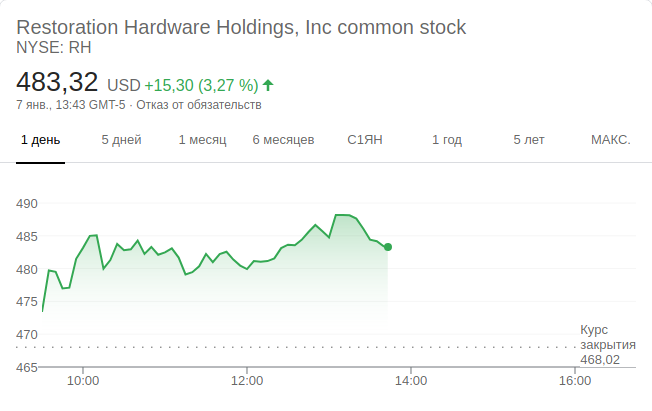 Restoration Hardware Holdings, Inc common stock
NYSE: RH
483,32 USD +15,30 (3,27 %)
7 янв., 13:43 GMT-5 · Отказ от обязательств
1 день 5 дней 1 месяц 6 месяцев С1ЯН 1 год 5 лет МАКС.
490
485
480
475
470
Курс
закрытия
468,02
465
10:00 12:00 14:00 16:00